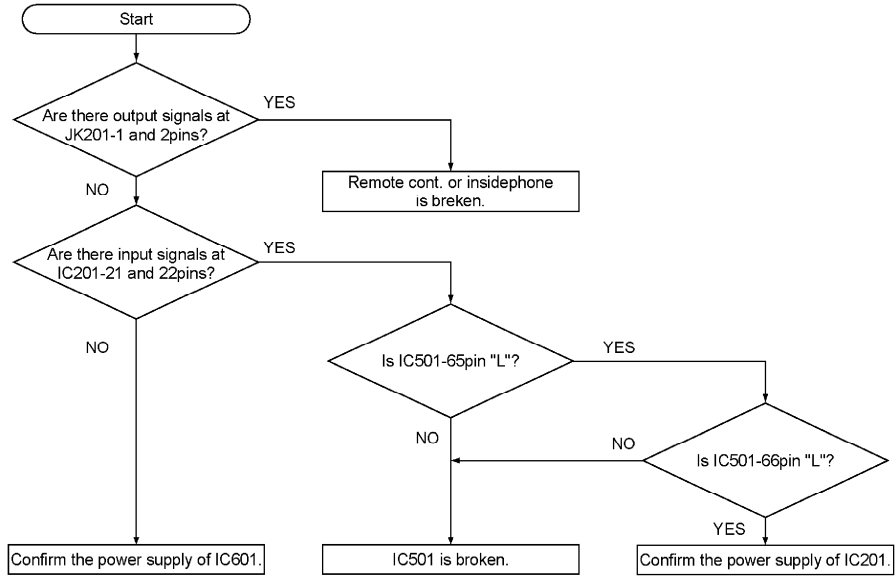 Start
Are there output signals at
JK201-1 and 2pins?
YES
Remote cont. or insidephone
is breken.
NO
Are there input signals at
IC201-21 and 22pins?
YES
NO
Is IC501-65pin "L"?
YES
NO
Is IC501-66pin "L"?
NO
YES
Confirm the power supply of IC601.
IC501 is broken.
Confirm the power supply of IC201.